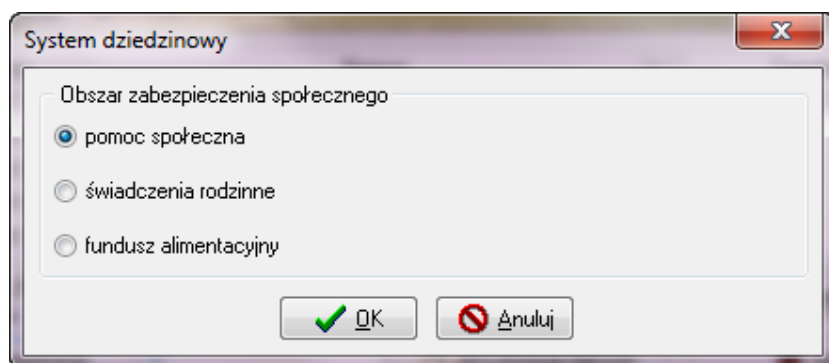 System dziedzinowy
Obszar zabezpieczenia społecznego
pomoc społeczna
świadczenia rodzinne
fundusz alimentacyjny
OK Anuluj